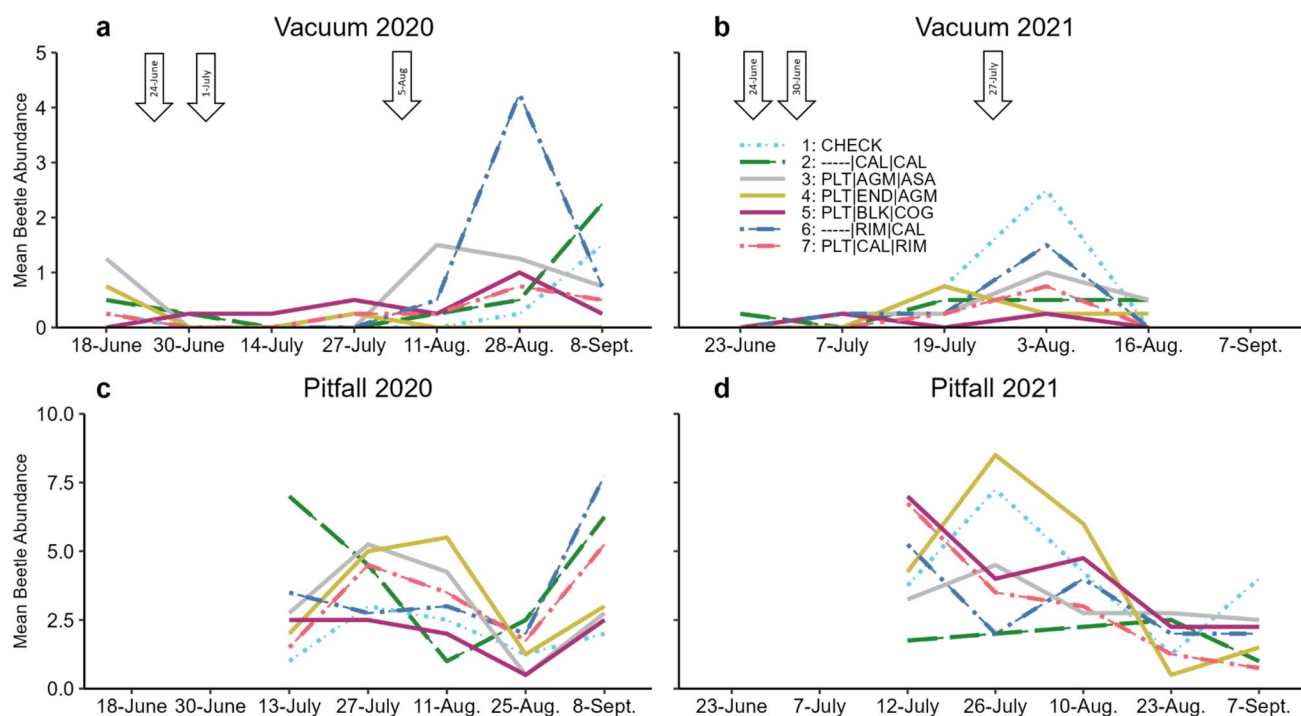 a Vacuum 2020
b Vacuum 2021
5
4
3
2
1
0
Mean Beetle Abundance
24-June
1-July
5-Aug
24-June
30-June
27-July
1: CHECK
2: -----|CAL|CAL
3: PLT|AGM|ASA
4: PLT|END|AGM
5: PLT|BLK|COG
6: -----|RIM|CAL
7: PLT|CAL|RIM
18-June 30-June 14-July 27-July 11-Aug. 28-Aug. 8-Sept.
23-June 7-July 19-July 3-Aug. 16-Aug. 7-Sept.
c Pitfall 2020
d Pitfall 2021
10.0
7.5
5.0
2.5
0.0
Mean Beetle Abundance
18-June 30-June 13-July 27-July 11-Aug. 25-Aug. 8-Sept.
23-June 7-July 12-July 26-July 10-Aug. 23-Aug. 7-Sept.